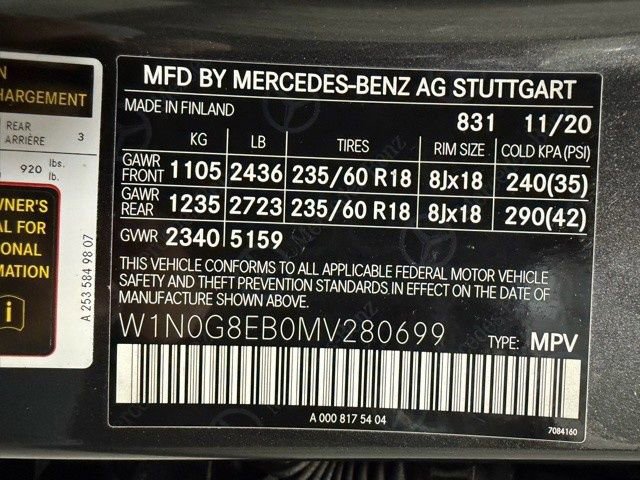 MFD BY MERCEDES-BENZ AG STUTTGART
MADE IN FINLAND
831 11/20
KG LB TIRES RIM SIZE COLD KPA(PSI)
GAWR FRONT 1105 2436 235/60 R18 8Jx18 240(35)
GAWR REAR 1235 2723 235/60 R18 8Jx18 290(42)
GVWR 2340 5159
THIS VEHICLE CONFORMS TO ALL APPLICABLE FEDERAL MOTOR VEHICLE
SAFETY AND THEFT PREVENTION STANDARDS IN EFFECT ON THE DATE OF
MANUFACTURE SHOWN ABOVE.
W1N0G8EB0MV280699
TYPE: MPV
A 000 817 54 04
7084160
N
HARGEMENT
REAR
ARRIÈRE
3
920 lbs.
lb.
WNER'S
AL FOR
IONAL
MATION
i
A 253 584 98 07